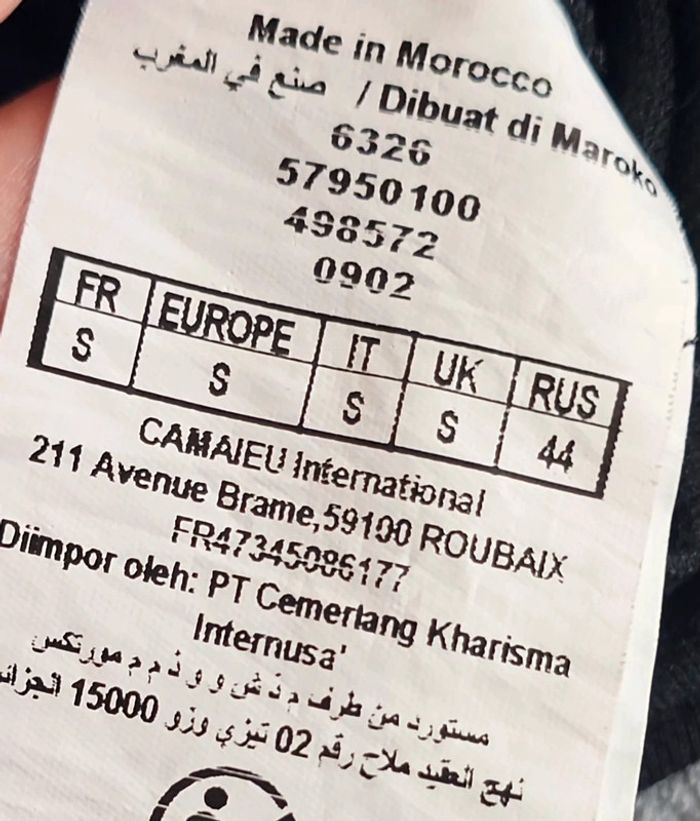 Made in Morocco
صنع في المغرب / Dibuat di Maroko
6326
57950100
498572
0902
FR EUROPE IT UK RUS
S S S S 44
CAMAIEU International
211 Avenue Brame,59100 ROUBAIX
FR47345086177
Diimpor oleh: PT Cemerlang Kharisma
Internusa'
مستورد من طرف م ذ ش و و ذ م م مورتكس
نهج العقيد ملاح رقم 02 تيزي وزو 15000